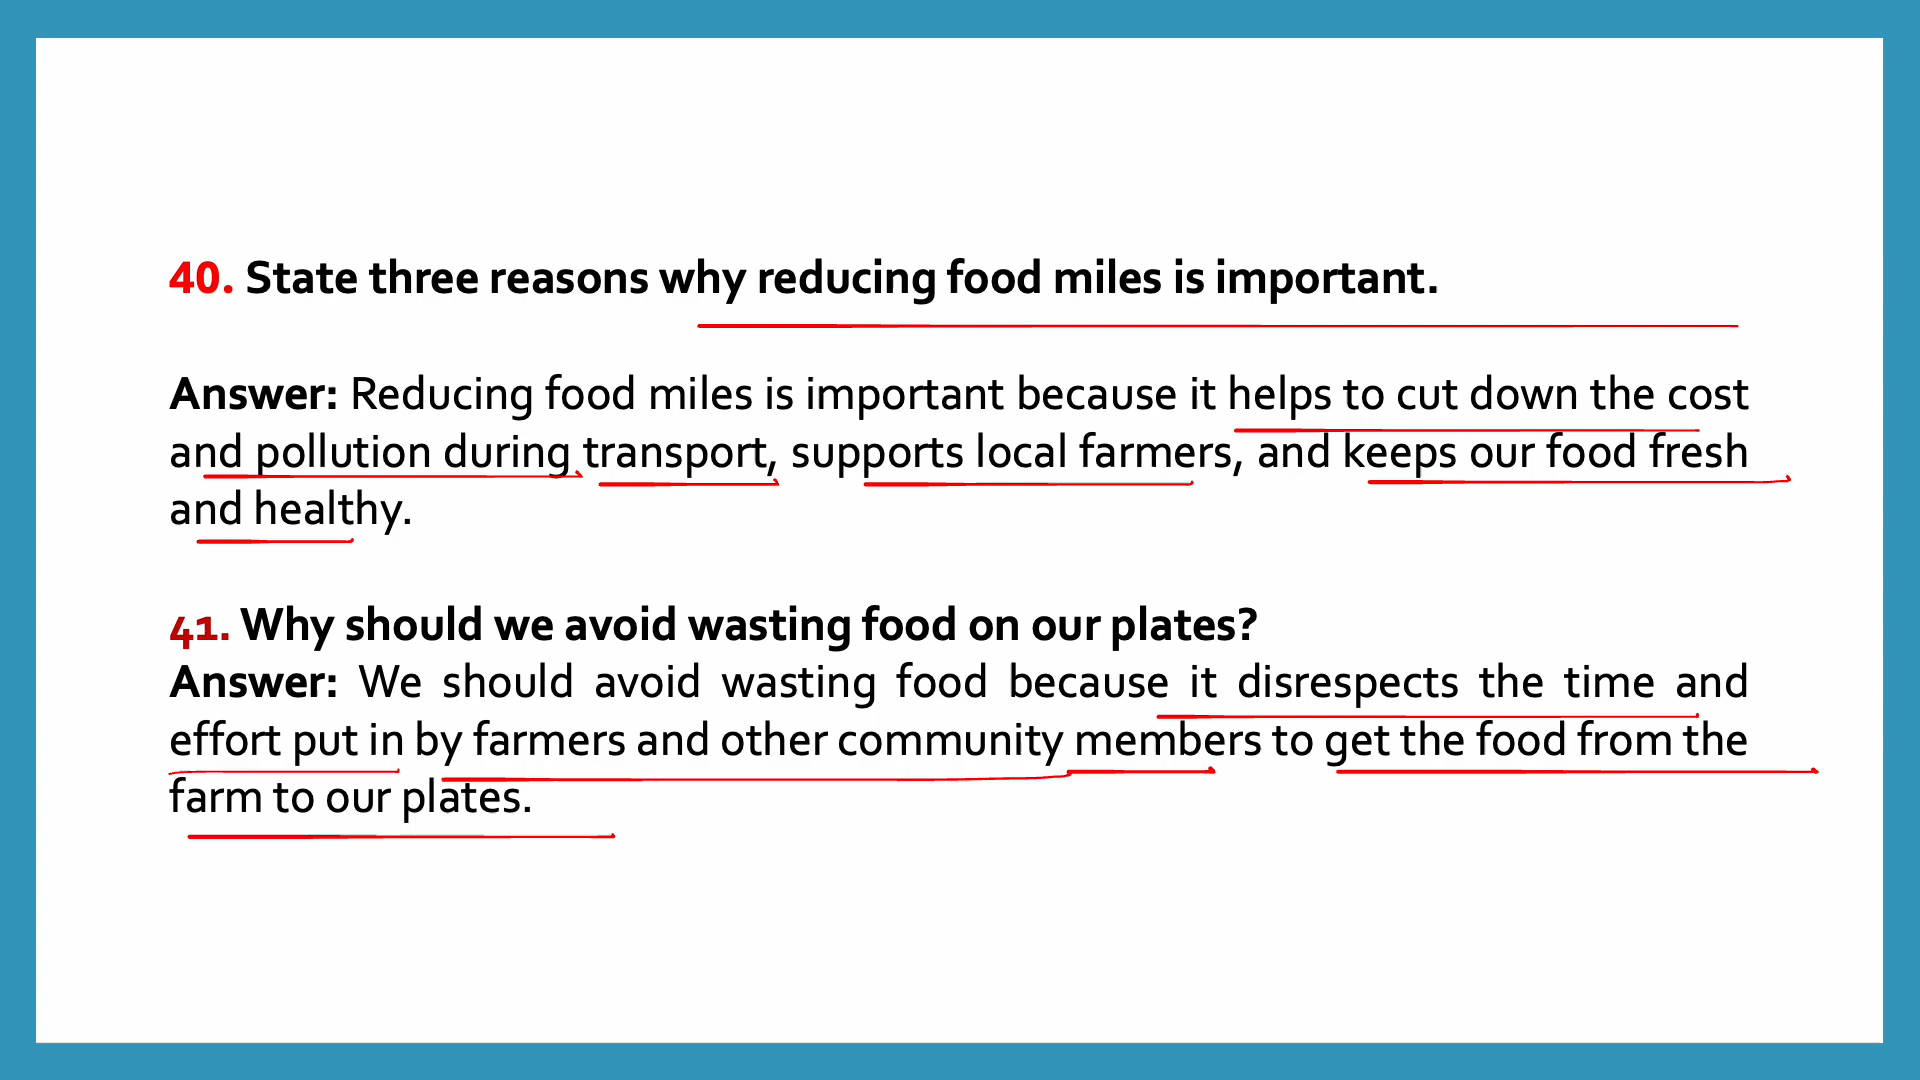 40. State three reasons why reducing food miles is important.
Answer: Reducing food miles is important because it helps to cut down the cost
and pollution during transport, supports local farmers, and keeps our food fresh
and healthy.
41. Why should we avoid wasting food on our plates?
Answer: We should avoid wasting food because it disrespects the time and
effort put in by farmers and other community members to get the food from the
farm to our plates.